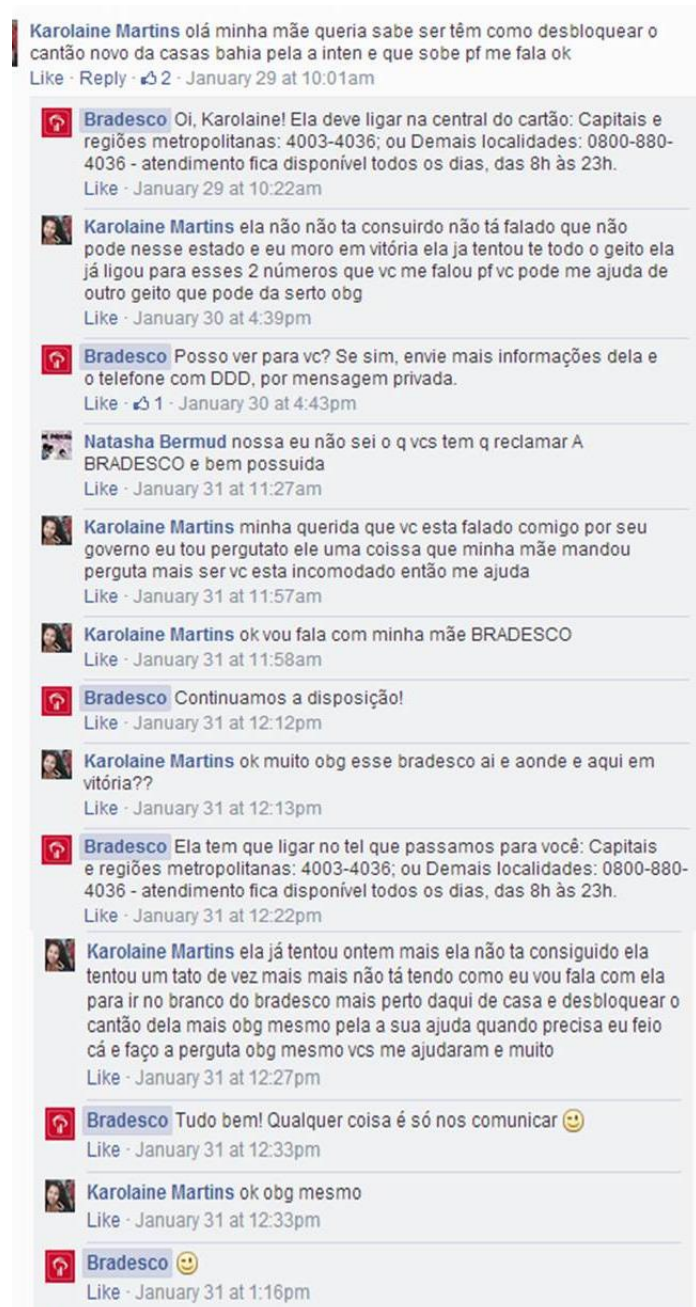 Karolaine Martins olá minha mãe queria sabe ser têm como desbloquear o
cantão novo da casas bahia pela a inten e que sobe pf me fala ok
Like · Reply · 2 · January 29 at 10:01am
Bradesco Oi, Karolaine! Ela deve ligar na central do cartão: Capitais e
regiões metropolitanas: 4003-4036; ou Demais localidades: 0800-880-
4036 - atendimento fica disponível todos os dias, das 8h às 23h.
Like · January 29 at 10:22am
Karolaine Martins ela não não ta consuirdo não tá falado que não
pode nesse estado e eu moro em vitória ela ja tentou te todo o geito ela
já ligou para esses 2 números que vc me falou pf vc pode me ajuda de
outro geito que pode da serto obg
Like · January 30 at 4:39pm
Bradesco Posso ver para vc? Se sim, envie mais informações dela e
o telefone com DDD, por mensagem privada.
Like · 1 · January 30 at 4:43pm
Natasha Bermud nossa eu não sei o q vcs tem q reclamar A
BRADESCO e bem possuida
Like · January 31 at 11:27am
Karolaine Martins minha querida que vc esta falado comigo por seu
governo eu tou pergutato ele uma coissa que minha mãe mandou
perguta mais ser vc esta incomodado então me ajuda
Like · January 31 at 11:57am
Karolaine Martins ok vou fala com minha mãe BRADESCO
Like · January 31 at 11:58am
Bradesco Continuamos a disposição!
Like · January 31 at 12:12pm
Karolaine Martins ok muito obg esse bradesco ai e aonde e aqui em
vitória??
Like · January 31 at 12:13pm
Bradesco Ela tem que ligar no tel que passamos para você: Capitais
e regiões metropolitanas: 4003-4036; ou Demais localidades: 0800-880-
4036 - atendimento fica disponível todos os dias, das 8h às 23h.
Like · January 31 at 12:22pm
Karolaine Martins ela já tentou ontem mais ela não ta consiguido ela
tentou um tato de vez mais mais não tá tendo como eu vou fala com ela
para ir no branco do bradesco mais perto daqui de casa e desbloquear o
cantão dela mais obg mesmo pela a sua ajuda quando precisa eu feio
cá e faço a perguta obg mesmo vcs me ajudaram e muito
Like · January 31 at 12:27pm
Bradesco Tudo bem! Qualquer coisa é só nos comunicar 🙂
Like · January 31 at 12:33pm
Karolaine Martins ok obg mesmo
Like · January 31 at 12:33pm
Bradesco 🙂
Like · January 31 at 1:16pm